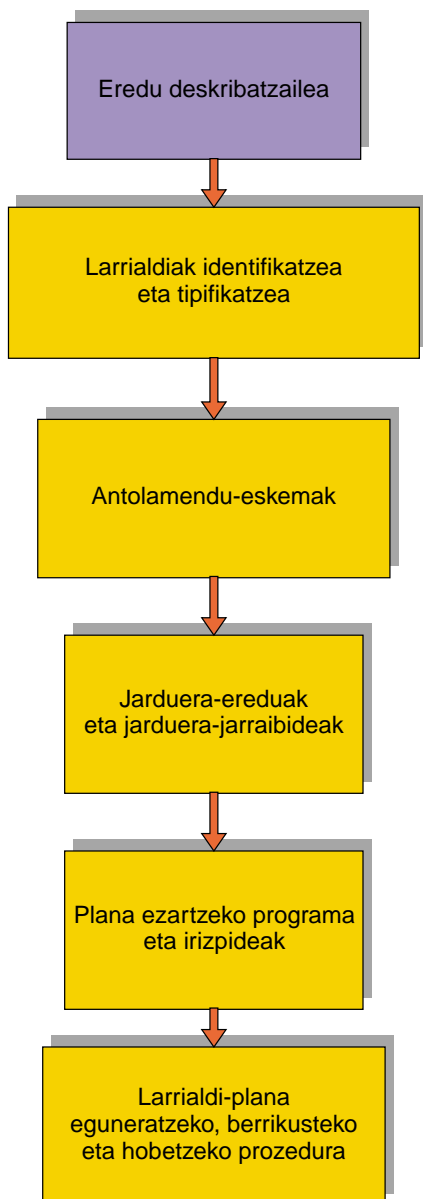 Eredu deskribatzailea
Larrialdiak identifikatzea
eta tipifikatzea
Antolamendu-eskemak
Jarduera-ereduak
eta jarduera-jarraibideak
Plana ezartzeko programa
eta irizpideak
Larrialdi-plana
eguneratzeko, berrikusteko
eta hobetzeko prozedura